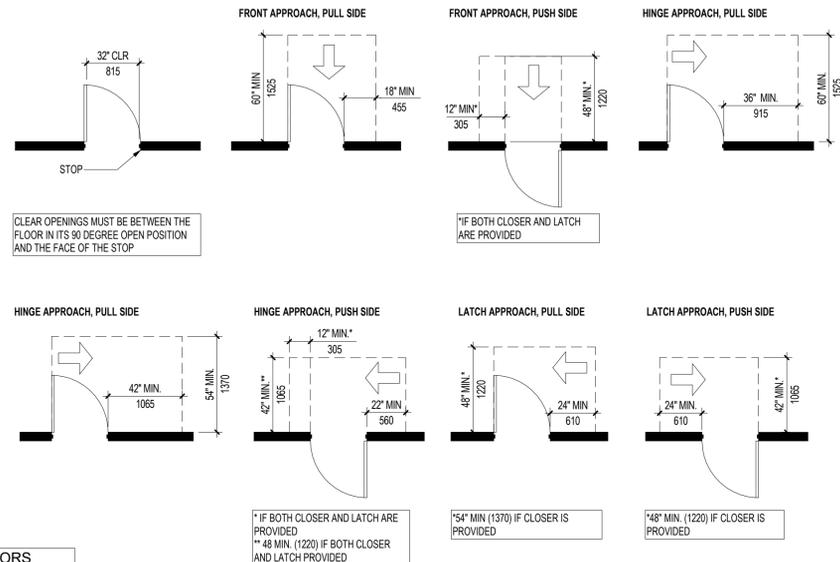 FRONT APPROACH, PULL SIDE
FRONT APPROACH, PUSH SIDE
HINGE APPROACH, PULL SIDE
32" CLR
815
STOP
CLEAR OPENINGS MUST BE BETWEEN THE
FLOOR IN ITS 90 DEGREE OPEN POSITION
AND THE FACE OF THE STOP
60" MIN
1525
18" MIN
455
12" MIN*
305
48" MIN.*
1220
*IF BOTH CLOSER AND LATCH
ARE PROVIDED
36" MIN.
915
60" MIN.
1525
HINGE APPROACH, PULL SIDE
HINGE APPROACH, PUSH SIDE
LATCH APPROACH, PULL SIDE
LATCH APPROACH, PUSH SIDE
42" MIN.
1065
54" MIN.
1370
12" MIN.*
305
42" MIN.**
1065
22" MIN
560
* IF BOTH CLOSER AND LATCH ARE
PROVIDED
** 48 MIN. (1220) IF BOTH CLOSER
AND LATCH PROVIDED
48" MIN.*
1220
24" MIN
610
*54" MIN (1370) IF CLOSER IS
PROVIDED
24" MIN.
610
42" MIN.*
1065
*48" MIN. (1220) IF CLOSER IS
PROVIDED
ORS